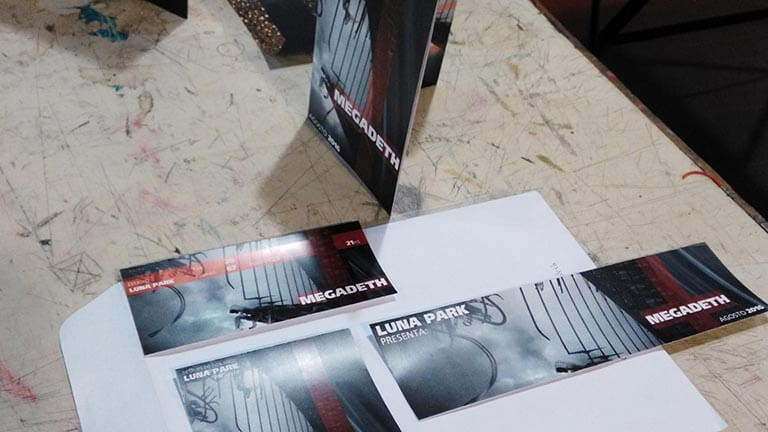 MEGADETH
AGOSTO 2016
LUNA PARK
21
MEGADETH
LUNA PARK
PRESENTA:
MEGADETH
AGOSTO 2016
LUNA PARK